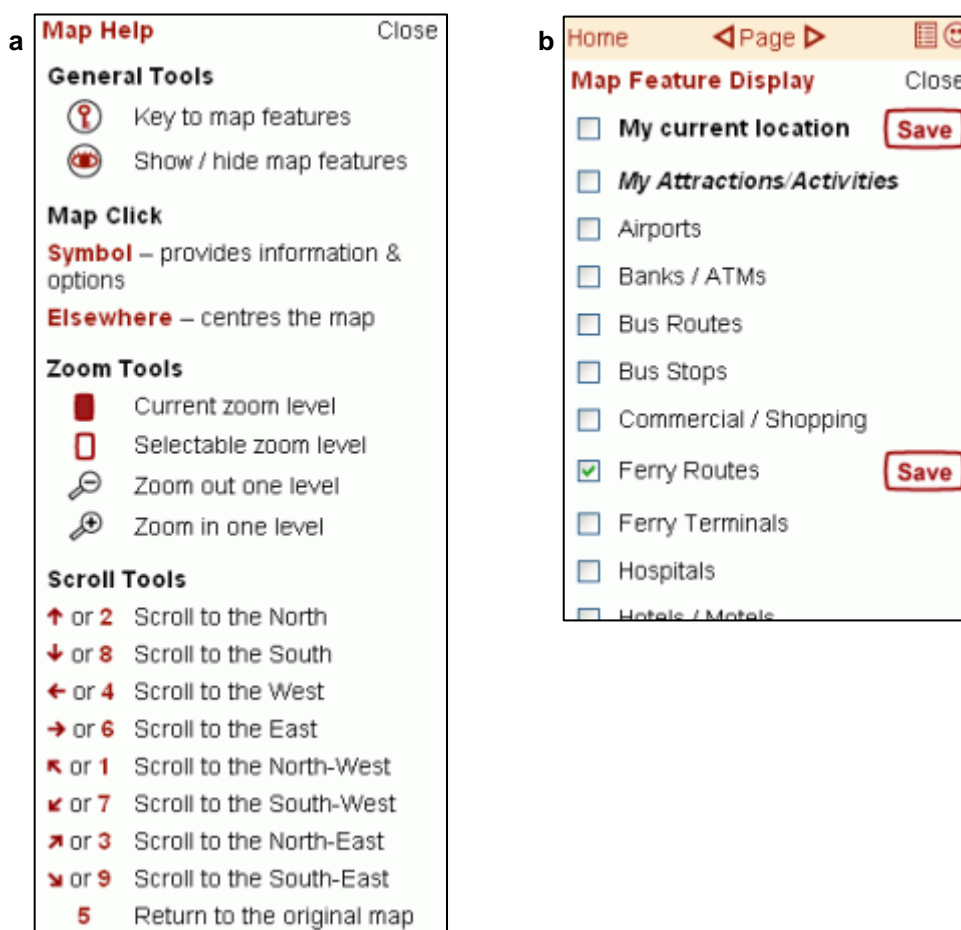 a
Map Help Close
General Tools
Key to map features
Show / hide map features
Map Click
Symbol – provides information &
options
Elsewhere – centres the map
Zoom Tools
Current zoom level
Selectable zoom level
Zoom out one level
Zoom in one level
Scroll Tools
↑ or 2 Scroll to the North
↓ or 8 Scroll to the South
← or 4 Scroll to the West
→ or 6 Scroll to the East
↖ or 1 Scroll to the North-West
↙ or 7 Scroll to the South-West
↗ or 3 Scroll to the North-East
↘ or 9 Scroll to the South-East
5 Return to the original map
b
Home Page
Map Feature Display Close
My current location Save
My Attractions/Activities
Airports
Banks / ATMs
Bus Routes
Bus Stops
Commercial / Shopping
Ferry Routes Save
Ferry Terminals
Hospitals
Hotels / Motels